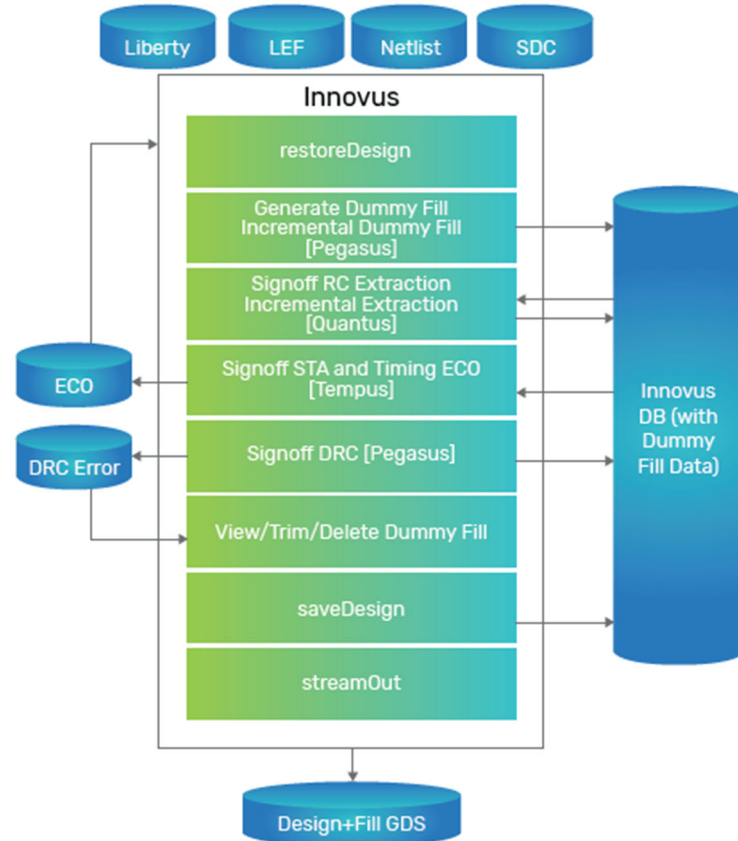 Liberty
LEF
Netlist
SDC
Innovus
restoreDesign
Generate Dummy Fill
Incremental Dummy Fill
[Pegasus]
Signoff RC Extraction
Incremental Extraction
[Quantus]
Signoff STA and Timing ECO
[Tempus]
ECO
Signoff DRC [Pegasus]
DRC Error
View/Trim/Delete Dummy Fill
saveDesign
streamOut
Innovus
DB (with
Dummy
Fill Data)
Design+Fill GDS